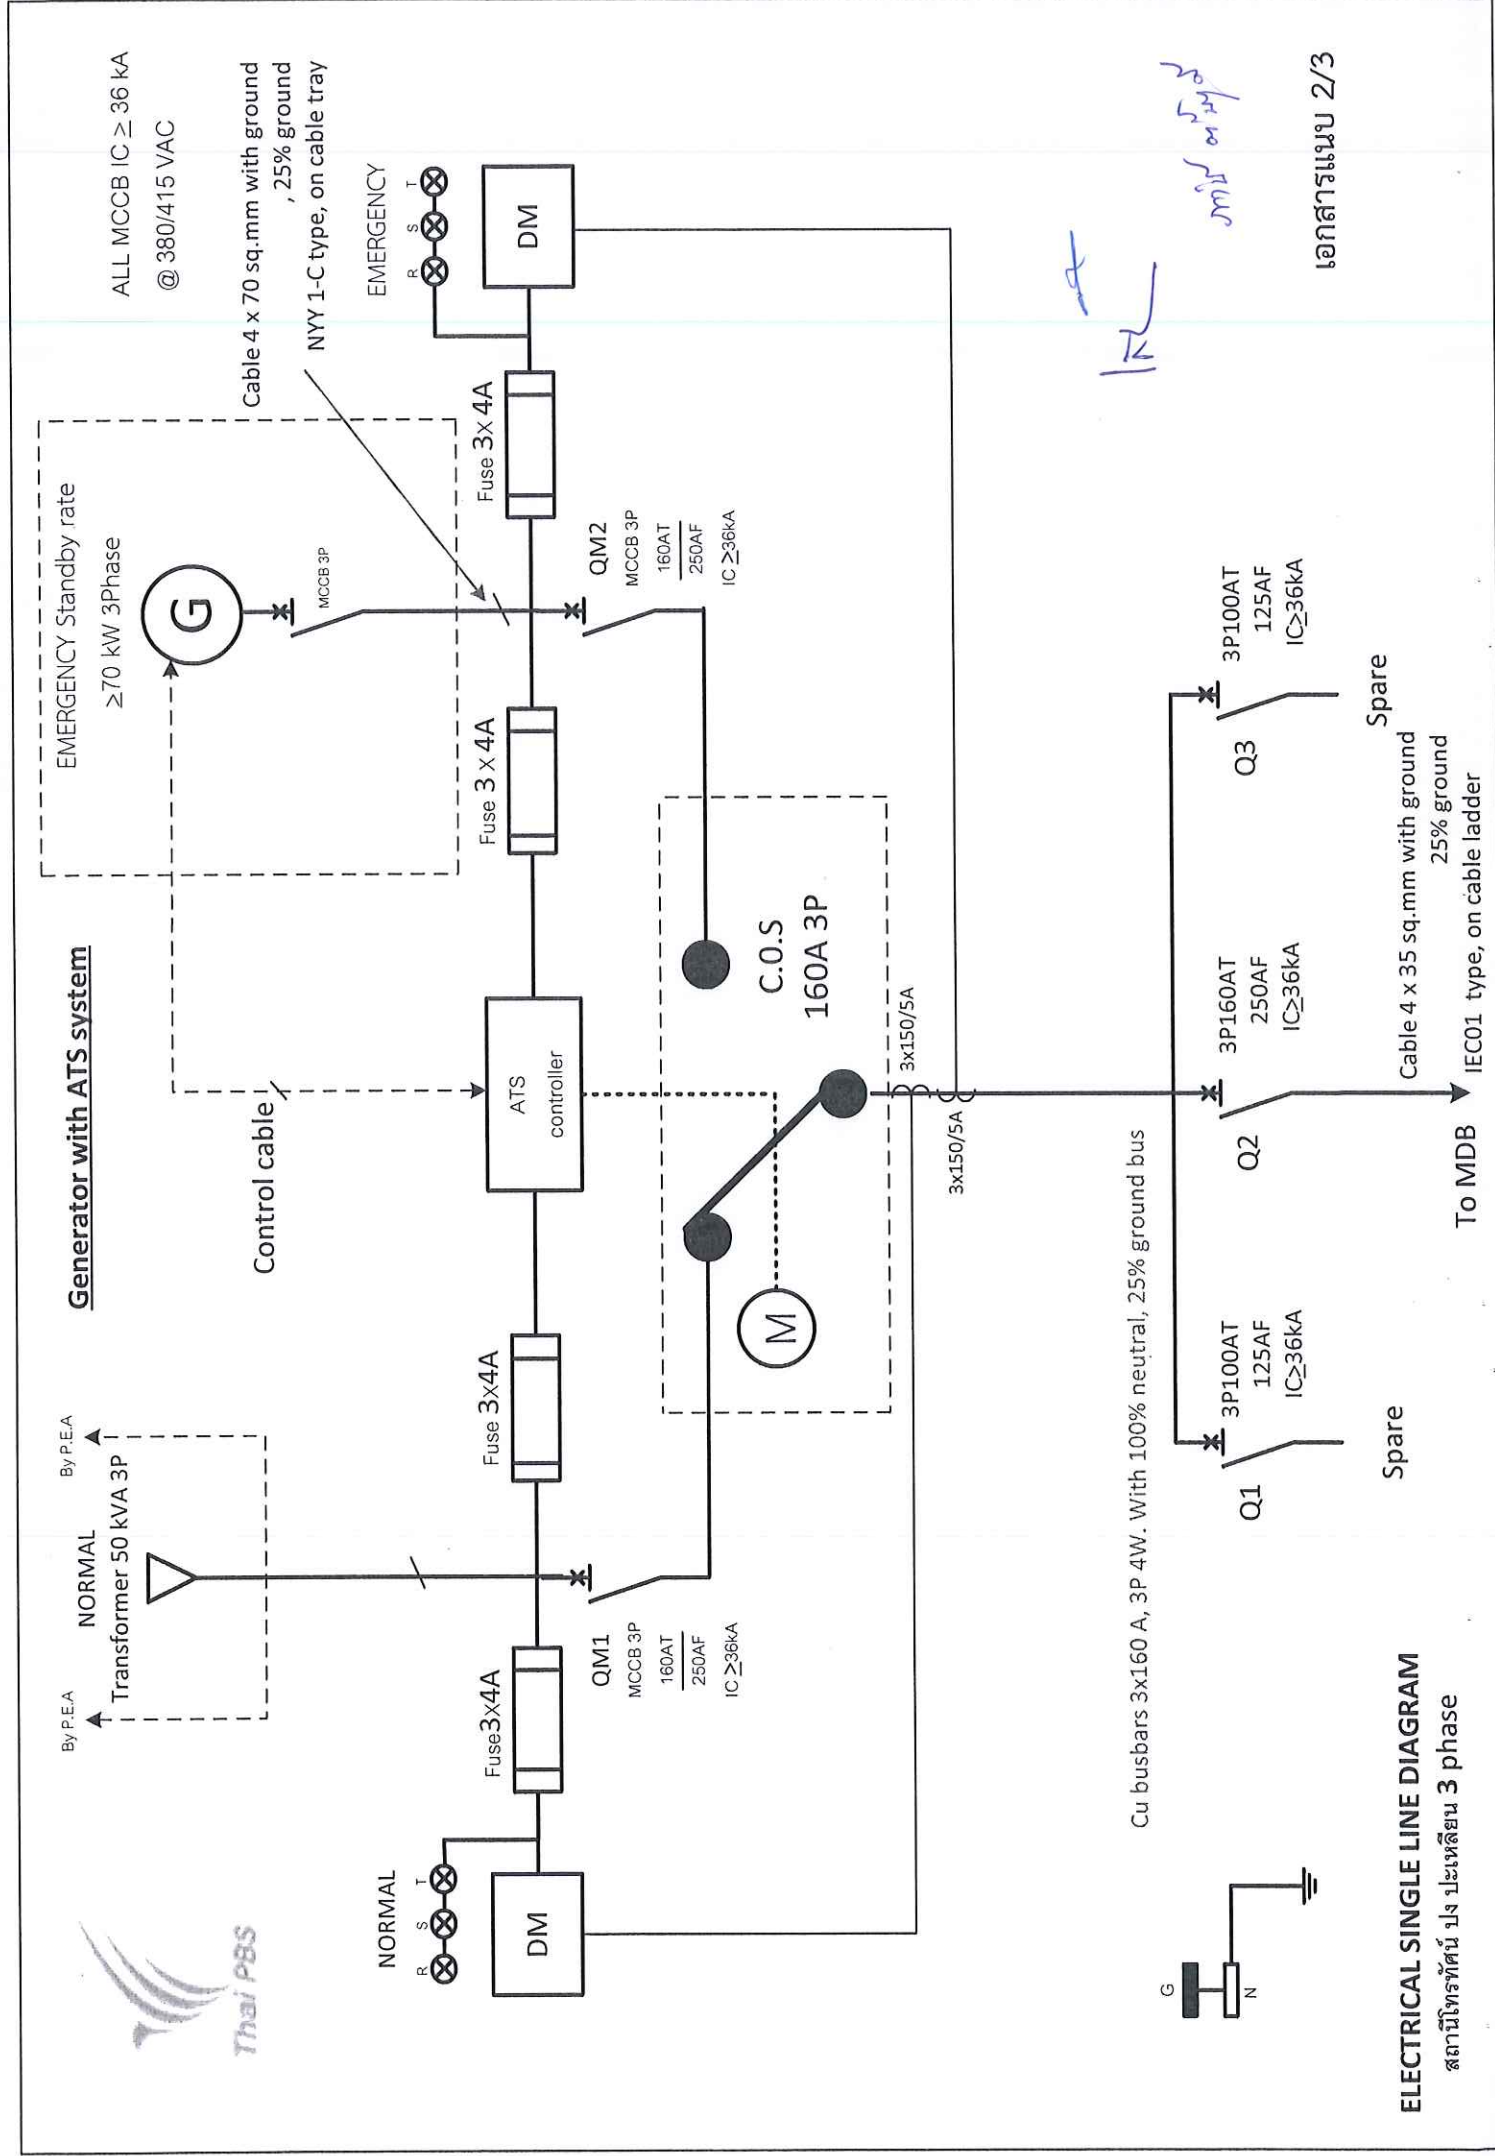 Thai PBS
Generator with ATS system
By P.E.A
NORMAL
By P.E.A
Transformer 50 kVA 3P
Control cable
EMERGENCY Standby rate
≥70 kW 3Phase
G
MCCB 3P
ALL MCCB IC ≥ 36 kA
@ 380/415 VAC
Cable 4 x 70 sq.mm with ground
, 25% ground
NYY 1-C type, on cable tray
NORMAL
R S T
DM
Fuse3x4A
Fuse 3x4A
ATS
controller
Fuse 3 x 4A
Fuse 3x 4A
EMERGENCY
R S T
DM
QM1
MCCB 3P
160AT
250AF
IC ≥36kA
QM2
MCCB 3P
160AT
250AF
IC ≥36kA
M
C.O.S
160A 3P
3x150/5A
3x150/5A
Cu busbars 3x160 A, 3P 4W. With 100% neutral, 25% ground bus
Q1
3P100AT
125AF
IC≥36kA
Spare
Q2
3P160AT
250AF
IC≥36kA
Q3
3P100AT
125AF
IC≥36kA
Spare
Cable 4 x 35 sq.mm with ground
25% ground
IEC01 type, on cable ladder
To MDB
G
N
ELECTRICAL SINGLE LINE DIAGRAM
สถานีโทรทัศน์ ปง ปะเหลียน 3 phase
เอกสารแนบ 2/3